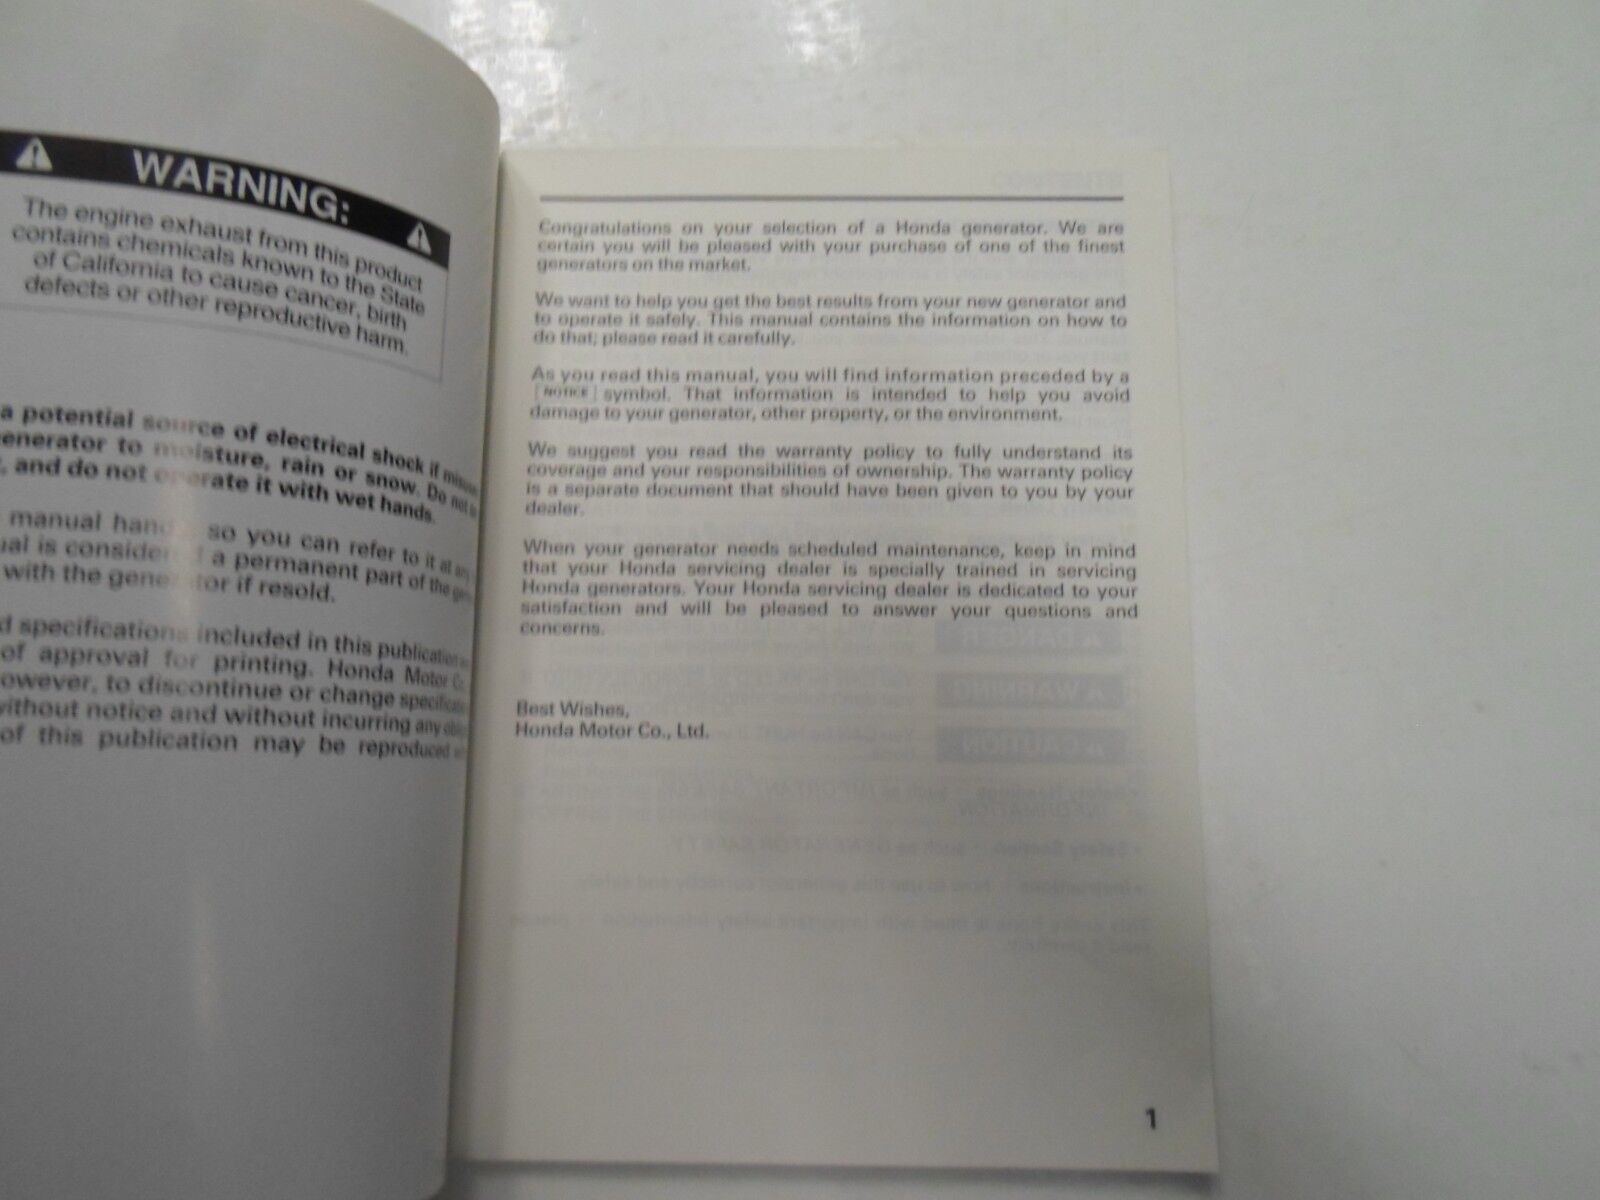 WARNING:
The engine exhaust from this product
contains chemicals known to the State
of California to cause cancer, birth
defects or other reproductive harm.
a potential source of electrical shock if
enerator to moisture, rain or snow. Do not
, and do not operate it with wet hands.
manual handy, so you can refer to it at any
ual is considered a permanent part of the
with the generator if resold.
d specifications included in this publication
of approval for printing. Honda Motor Co.
owever, to discontinue or change
without notice and without incurring any
of this publication may be reproduced
Congratulations on your selection of a Honda generator. We are
certain you will be pleased with your purchase of one of the finest
generators on the market.
We want to help you get the best results from your new generator and
to operate it safely. This manual contains the information on how to
do that; please read it carefully.
As you read this manual, you will find information preceded by a
NOTICE symbol. That information is intended to help you avoid
damage to your generator, other property, or the environment.
We suggest you read the warranty policy to fully understand its
coverage and your responsibilities of ownership. The warranty policy
is a separate document that should have been given to you by your
dealer.
When your generator needs scheduled maintenance, keep in mind
that your Honda servicing dealer is specially trained in servicing
Honda generators. Your Honda servicing dealer is dedicated to your
satisfaction and will be pleased to answer your questions and
concerns.
Best Wishes,
Honda Motor Co., Ltd.
1